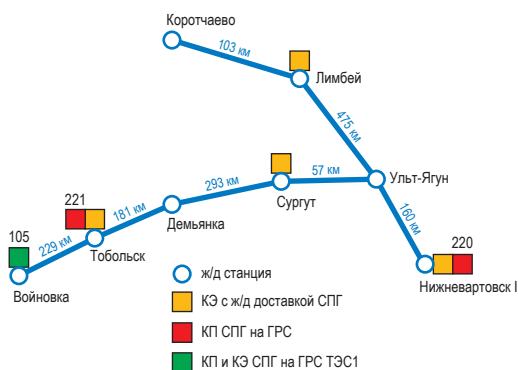 Коротчаево
103 км
Лимбей
475 км
293 км
57 км
Ульт-Ягун
Сургут
221
181 км
Демьянка
160 км
105
229 км
Тобольск
220
Войновка
Нижневартовск I
ж/д станция
КЭ с ж/д доставкой СПГ
КП СПГ на ГРС
КП и КЭ СПГ на ГРС ТЭС1